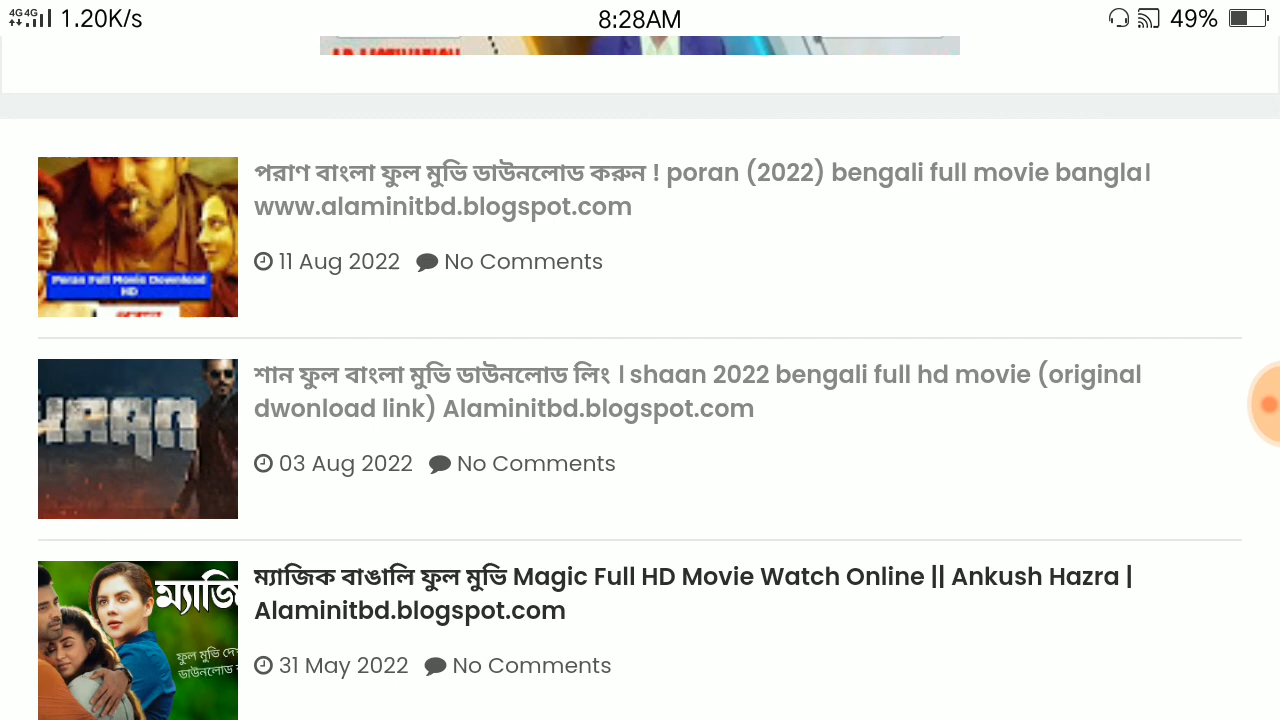 4G4G 1.20K/s 8:28AM 49%
পরাণ বাংলা ফুল মুভি ডাউনলোড করুন ! poran (2022) bengali full movie bangla।
www.alaminitbd.blogspot.com
11 Aug 2022 No Comments
Poran Full Movie Download
HD
শান ফুল বাংলা মুভি ডাউনলোড লিং । shaan 2022 bengali full hd movie (original
dwonload link) Alaminitbd.blogspot.com
03 Aug 2022 No Comments
ম্যাজিক বাঙালি ফুল মুভি Magic Full HD Movie Watch Online || Ankush Hazra |
Alaminitbd.blogspot.com
31 May 2022 No Comments
ম্যাজি
ফুল মুভি
ডাউনলোড